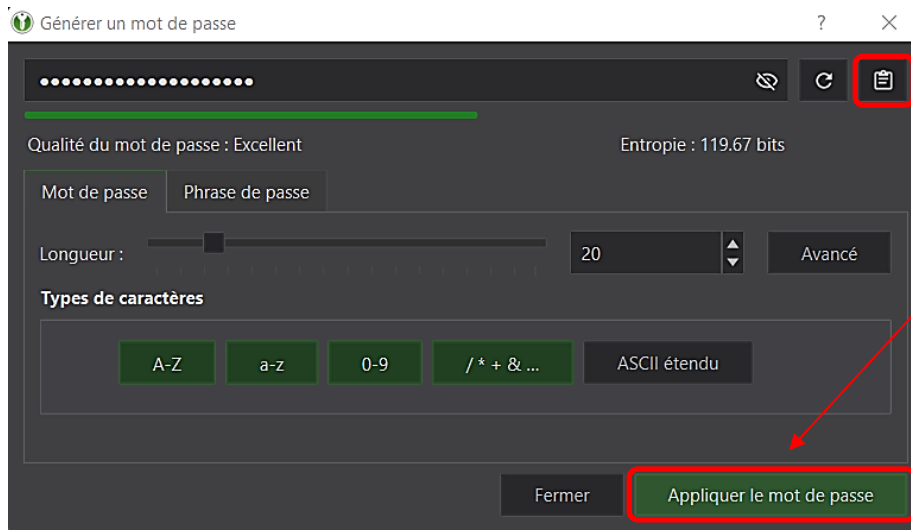 Générer un mot de passe ? ×
••••••••••••••••••••
Qualité du mot de passe : Excellent Entropie : 119.67 bits
Mot de passe Phrase de passe
Longueur : 20 Avancé
Types de caractères
A-Z a-z 0-9 / * + & ... ASCII étendu
Fermer Appliquer le mot de passe